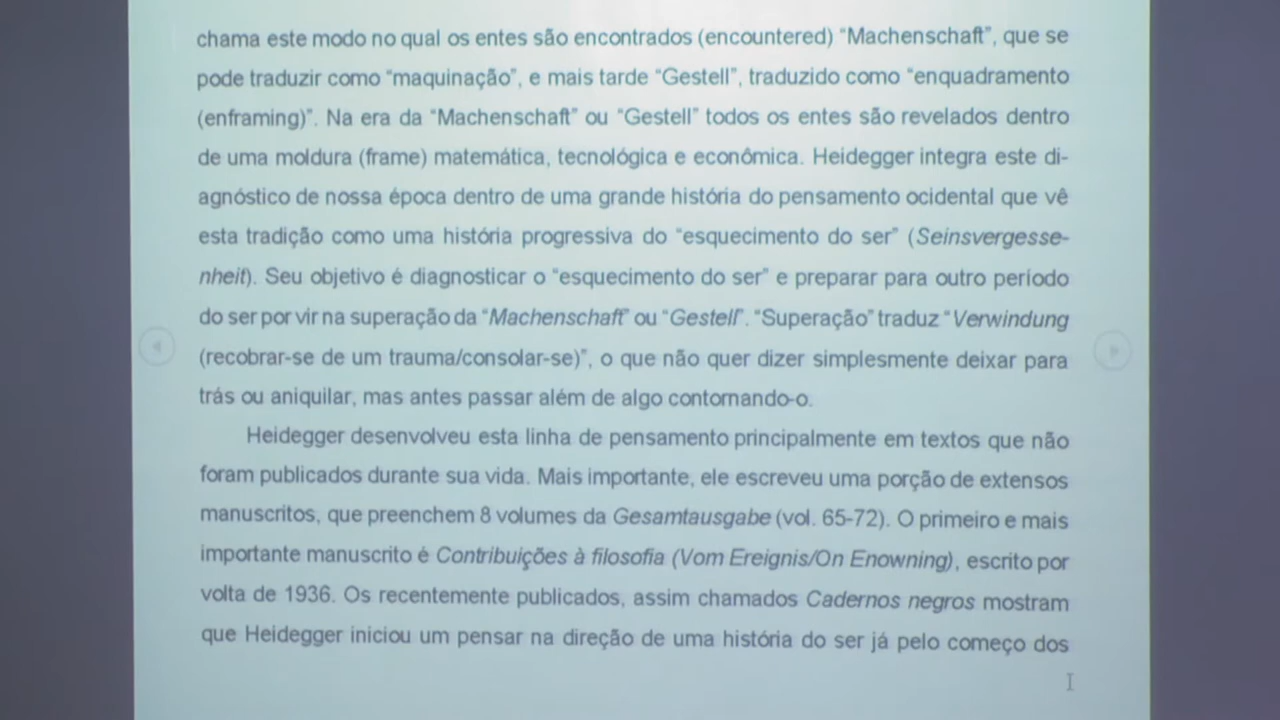 chama este modo no qual os entes são encontrados (encountered) “Machenschaft”, que se
pode traduzir como “maquinação”, e mais tarde “Gestell”, traduzido como “enquadramento
(enframing)”. Na era da “Machenschaft” ou “Gestell” todos os entes são revelados dentro
de uma moldura (frame) matemática, tecnológica e econômica. Heidegger integra este di-
agnóstico de nossa época dentro de uma grande história do pensamento ocidental que vê
esta tradição como uma história progressiva do “esquecimento do ser” (Seinsvergesse-
nheit). Seu objetivo é diagnosticar o “esquecimento do ser” e preparar para outro período
do ser por vir na superação da “Machenschaft” ou “Gestell”. “Superação” traduz “Verwindung
(recobrar-se de um trauma/consolar-se)”, o que não quer dizer simplesmente deixar para
trás ou aniquilar, mas antes passar além de algo contornando-o.
Heidegger desenvolveu esta linha de pensamento principalmente em textos que não
foram publicados durante sua vida. Mais importante, ele escreveu uma porção de extensos
manuscritos, que preenchem 8 volumes da Gesamtausgabe (vol. 65-72). O primeiro e mais
importante manuscrito é Contribuições à filosofia (Vom Ereignis/On Enowning), escrito por
volta de 1936. Os recentemente publicados, assim chamados Cadernos negros mostram
que Heidegger iniciou um pensar na direção de uma história do ser já pelo começo dos